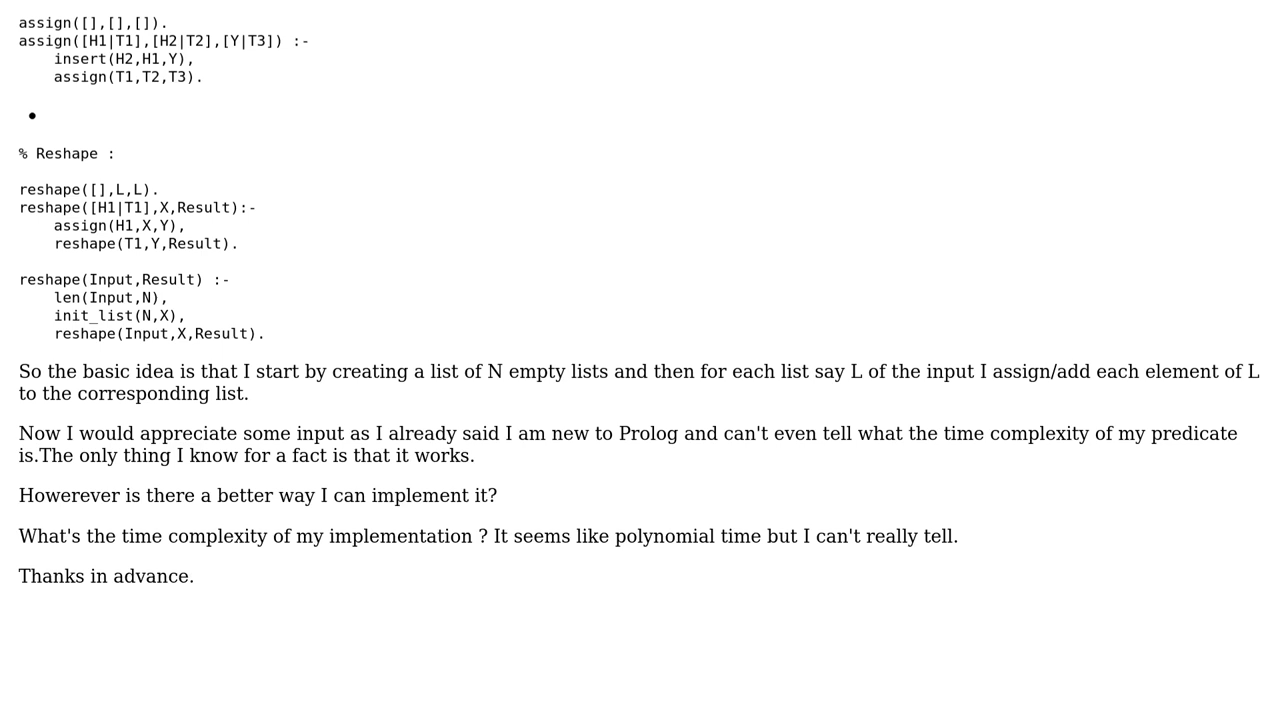 assign([],[],[]).
assign([H1|T1],[H2|T2],[Y|T3]) :-
    insert(H2,H1,Y),
    assign(T1,T2,T3).
•
% Reshape :
reshape([],L,L).
reshape([H1|T1],X,Result):-
    assign(H1,X,Y),
    reshape(T1,Y,Result).
reshape(Input,Result) :-
    len(Input,N),
    init_list(N,X),
    reshape(Input,X,Result).
So the basic idea is that I start by creating a list of N empty lists and then for each list say L of the input I assign/add each element of L
to the corresponding list.
Now I would appreciate some input as I already said I am new to Prolog and can't even tell what the time complexity of my predicate
is.The only thing I know for a fact is that it works.
Howerever is there a better way I can implement it?
What's the time complexity of my implementation ? It seems like polynomial time but I can't really tell.
Thanks in advance.